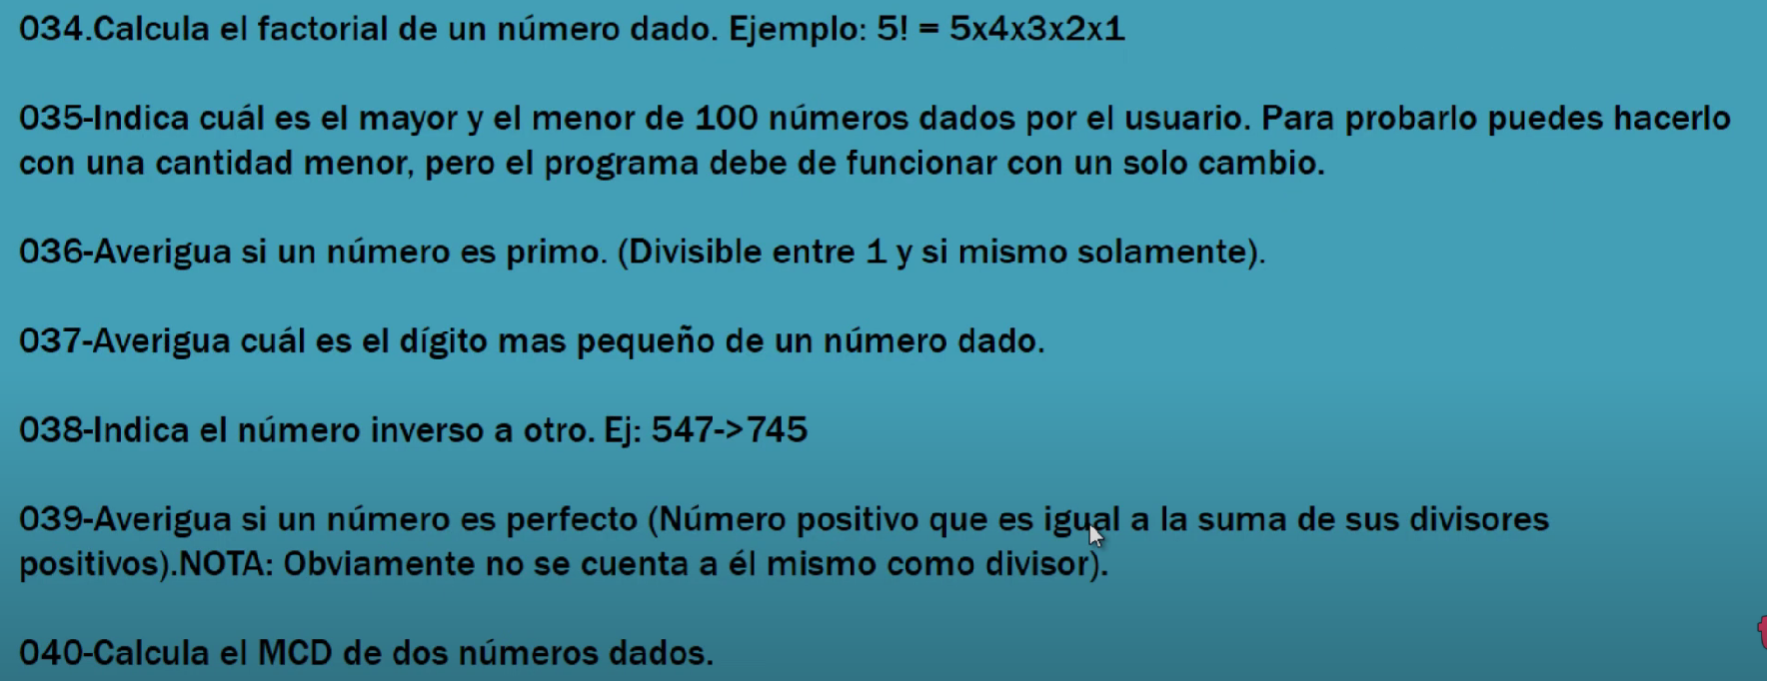 034.Calcula el factorial de un número dado. Ejemplo: 5! = 5x4x3x2x1
035-Indica cuál es el mayor y el menor de 100 números dados por el usuario. Para probarlo puedes hacerlo
con una cantidad menor, pero el programa debe de funcionar con un solo cambio.
036-Averigua si un número es primo. (Divisible entre 1 y si mismo solamente).
037-Averigua cuál es el dígito mas pequeño de un número dado.
038-Indica el número inverso a otro. Ej: 547->745
039-Averigua si un número es perfecto (Número positivo que es igual a la suma de sus divisores
positivos).NOTA: Obviamente no se cuenta a él mismo como divisor).
040-Calcula el MCD de dos números dados.